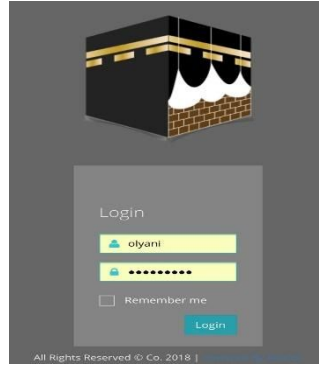 Login
olyani
●●●●●●●●●
Remember me
Login
All Rights Reserved © Co. 2018 |